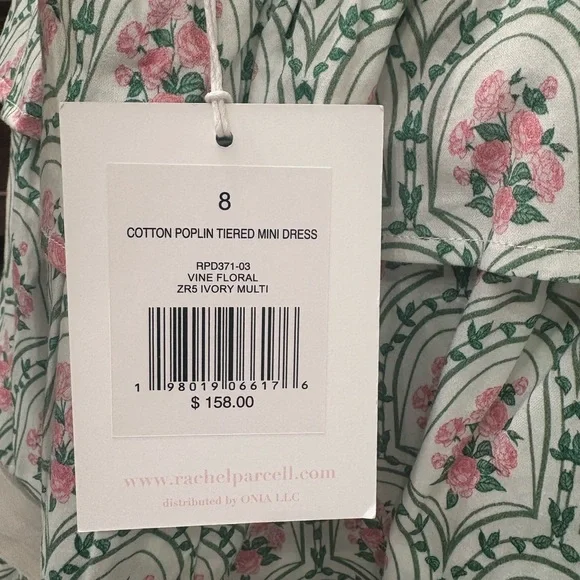 8
COTTON POPLIN TIERED MINI DRESS
RPD371-03
VINE FLORAL
ZR5 IVORY MULTI
1 98019 06617 6
$ 158.00
www.rachelparcell.com
distributed by ONIA LLC